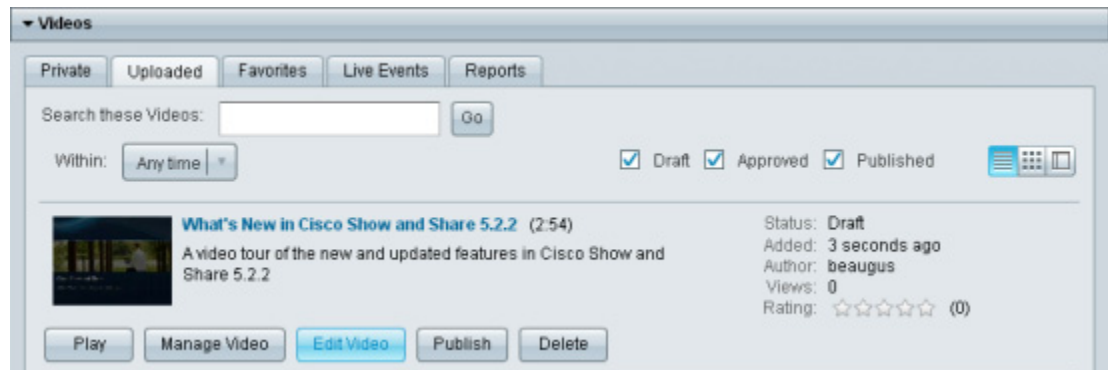 Videos
Private Uploaded Favorites Live Events Reports
Search these Videos: Go
Within: Any time Draft Approved Published
What's New in Cisco Show and Share 5.2.2 (2:54)
A video tour of the new and updated features in Cisco Show and
Share 5.2.2
Status: Draft
Added: 3 seconds ago
Author: beaugus
Views: 0
Rating: (0)
Play Manage Video Edit Video Publish Delete